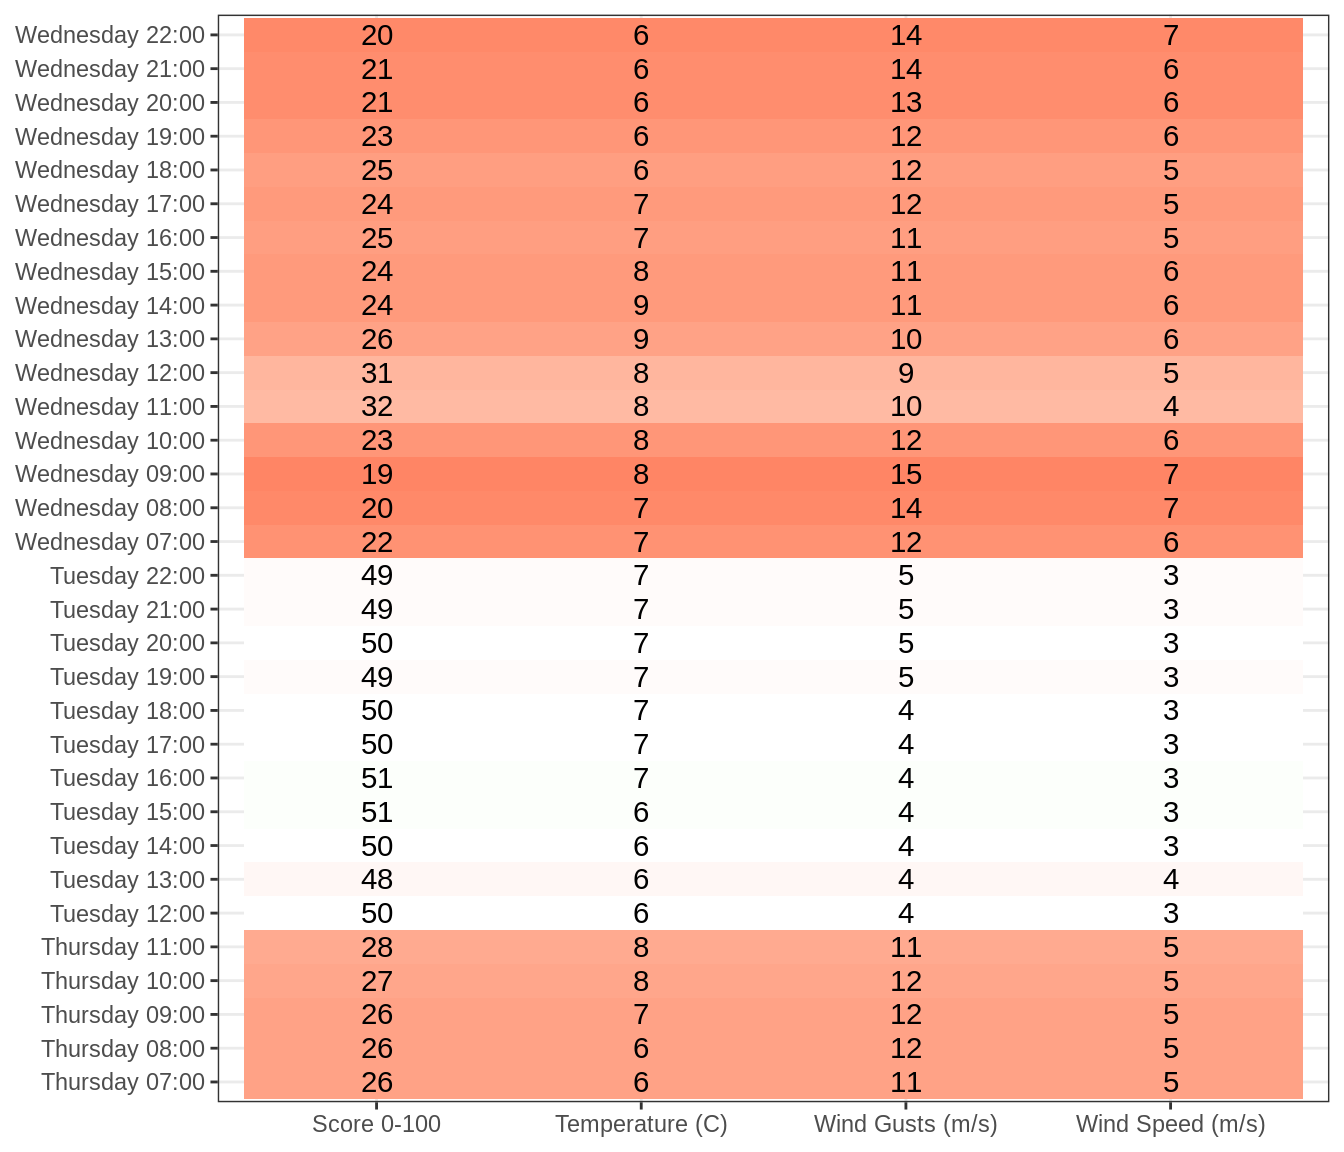 Wednesday 22:00 20 6 14 7
Wednesday 21:00 21 6 14 6
Wednesday 20:00 21 6 13 6
Wednesday 19:00 23 6 12 6
Wednesday 18:00 25 6 12 5
Wednesday 17:00 24 7 12 5
Wednesday 16:00 25 7 11 5
Wednesday 15:00 24 8 11 6
Wednesday 14:00 24 9 11 6
Wednesday 13:00 26 9 10 6
Wednesday 12:00 31 8 9 5
Wednesday 11:00 32 8 10 4
Wednesday 10:00 23 8 12 6
Wednesday 09:00 19 8 15 7
Wednesday 08:00 20 7 14 7
Wednesday 07:00 22 7 12 6
Tuesday 22:00 49 7 5 3
Tuesday 21:00 49 7 5 3
Tuesday 20:00 50 7 5 3
Tuesday 19:00 49 7 5 3
Tuesday 18:00 50 7 4 3
Tuesday 17:00 50 7 4 3
Tuesday 16:00 51 7 4 3
Tuesday 15:00 51 6 4 3
Tuesday 14:00 50 6 4 3
Tuesday 13:00 48 6 4 4
Tuesday 12:00 50 6 4 3
Thursday 11:00 28 8 11 5
Thursday 10:00 27 8 12 5
Thursday 09:00 26 7 12 5
Thursday 08:00 26 6 12 5
Thursday 07:00 26 6 11 5
Score 0-100 Temperature (C) Wind Gusts (m/s) Wind Speed (m/s)